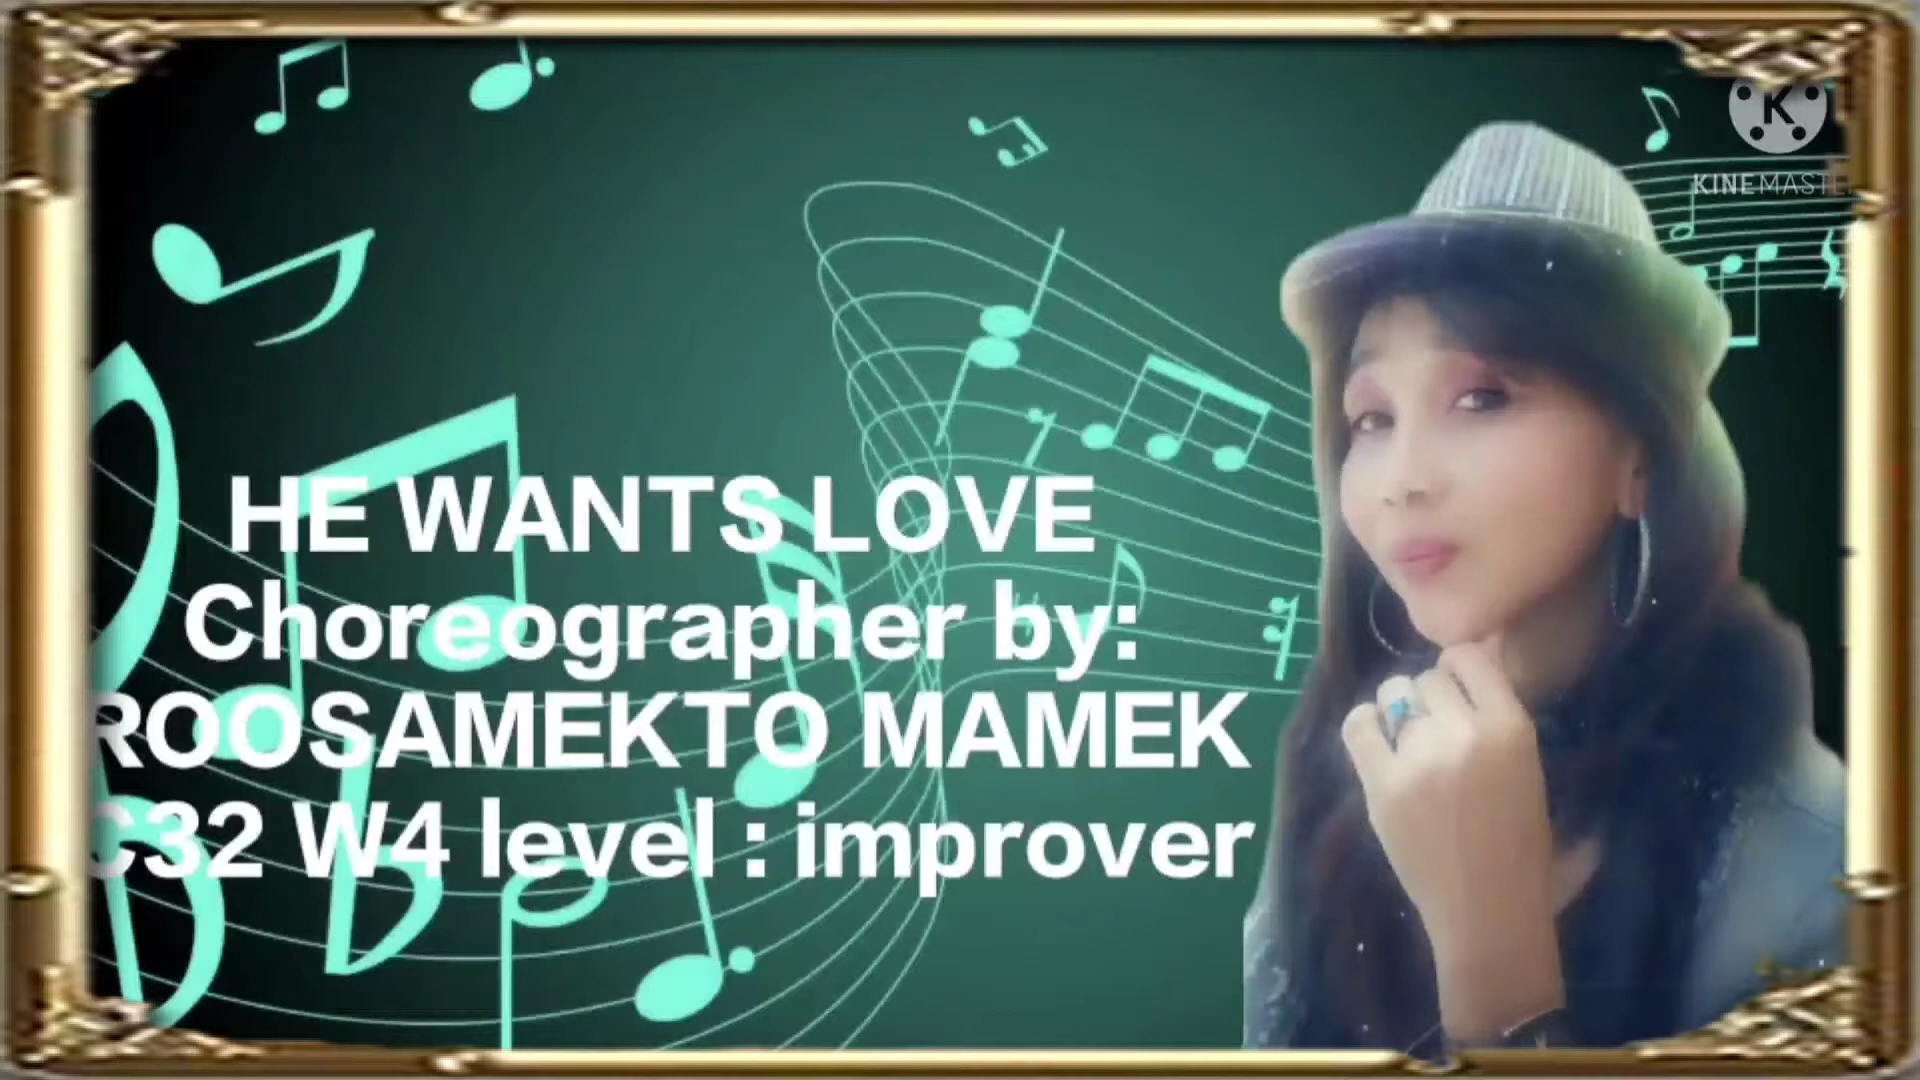 K
KINEMASTER
HE WANTS LOVE
Choreographer by:
ROOSAMEKTO MAMEK
C32 W4 level : improver